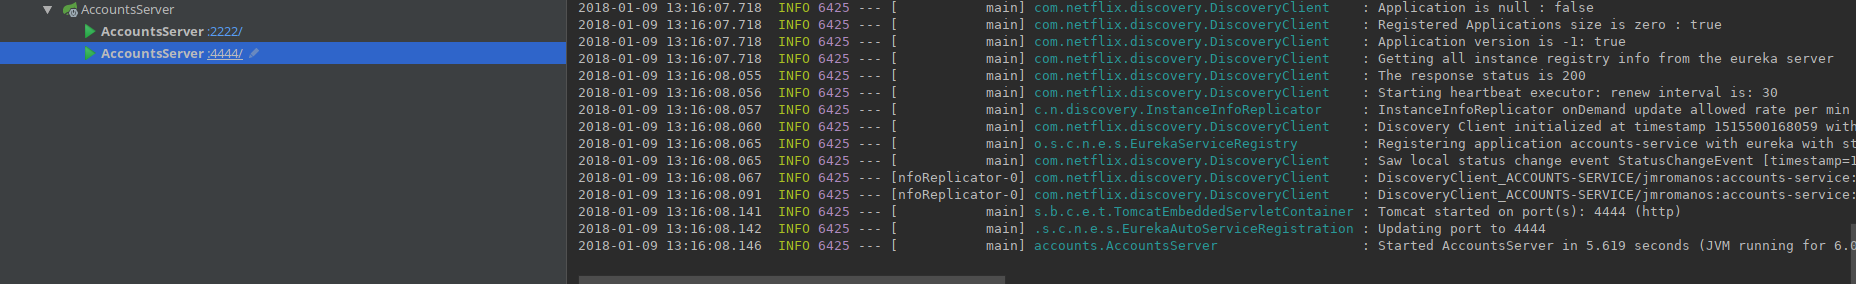 AccountsServer
AccountsServer :2222/
AccountsServer :4444/
2018-01-09 13:16:07.718  INFO 6425 --- [           main] com.netflix.discovery.DiscoveryClient    : Application is null : false
2018-01-09 13:16:07.718  INFO 6425 --- [           main] com.netflix.discovery.DiscoveryClient    : Registered Applications size is zero : true
2018-01-09 13:16:07.718  INFO 6425 --- [           main] com.netflix.discovery.DiscoveryClient    : Application version is -1: true
2018-01-09 13:16:07.718  INFO 6425 --- [           main] com.netflix.discovery.DiscoveryClient    : Getting all instance registry info from the eureka server
2018-01-09 13:16:08.055  INFO 6425 --- [           main] com.netflix.discovery.DiscoveryClient    : The response status is 200
2018-01-09 13:16:08.056  INFO 6425 --- [           main] com.netflix.discovery.DiscoveryClient    : Starting heartbeat executor: renew interval is: 30
2018-01-09 13:16:08.057  INFO 6425 --- [           main] c.n.discovery.InstanceInfoReplicator     : InstanceInfoReplicator onDemand update allowed rate per min
2018-01-09 13:16:08.060  INFO 6425 --- [           main] com.netflix.discovery.DiscoveryClient    : Discovery Client initialized at timestamp 1515500168059 with
2018-01-09 13:16:08.065  INFO 6425 --- [           main] o.s.c.n.e.s.EurekaServiceRegistry        : Registering application accounts-service with eureka with st
2018-01-09 13:16:08.065  INFO 6425 --- [           main] com.netflix.discovery.DiscoveryClient    : Saw local status change event StatusChangeEvent [timestamp=1
2018-01-09 13:16:08.067  INFO 6425 --- [nfoReplicator-0] com.netflix.discovery.DiscoveryClient    : DiscoveryClient_ACCOUNTS-SERVICE/jmromanos:accounts-service:
2018-01-09 13:16:08.091  INFO 6425 --- [nfoReplicator-0] com.netflix.discovery.DiscoveryClient    : DiscoveryClient_ACCOUNTS-SERVICE/jmromanos:accounts-service:
2018-01-09 13:16:08.141  INFO 6425 --- [           main] s.b.c.e.t.TomcatEmbeddedServletContainer : Tomcat started on port(s): 4444 (http)
2018-01-09 13:16:08.142  INFO 6425 --- [           main] .s.c.n.e.s.EurekaAutoServiceRegistration : Updating port to 4444
2018-01-09 13:16:08.146  INFO 6425 --- [           main] accounts.AccountsServer                  : Started AccountsServer in 5.619 seconds (JVM running for 6.0